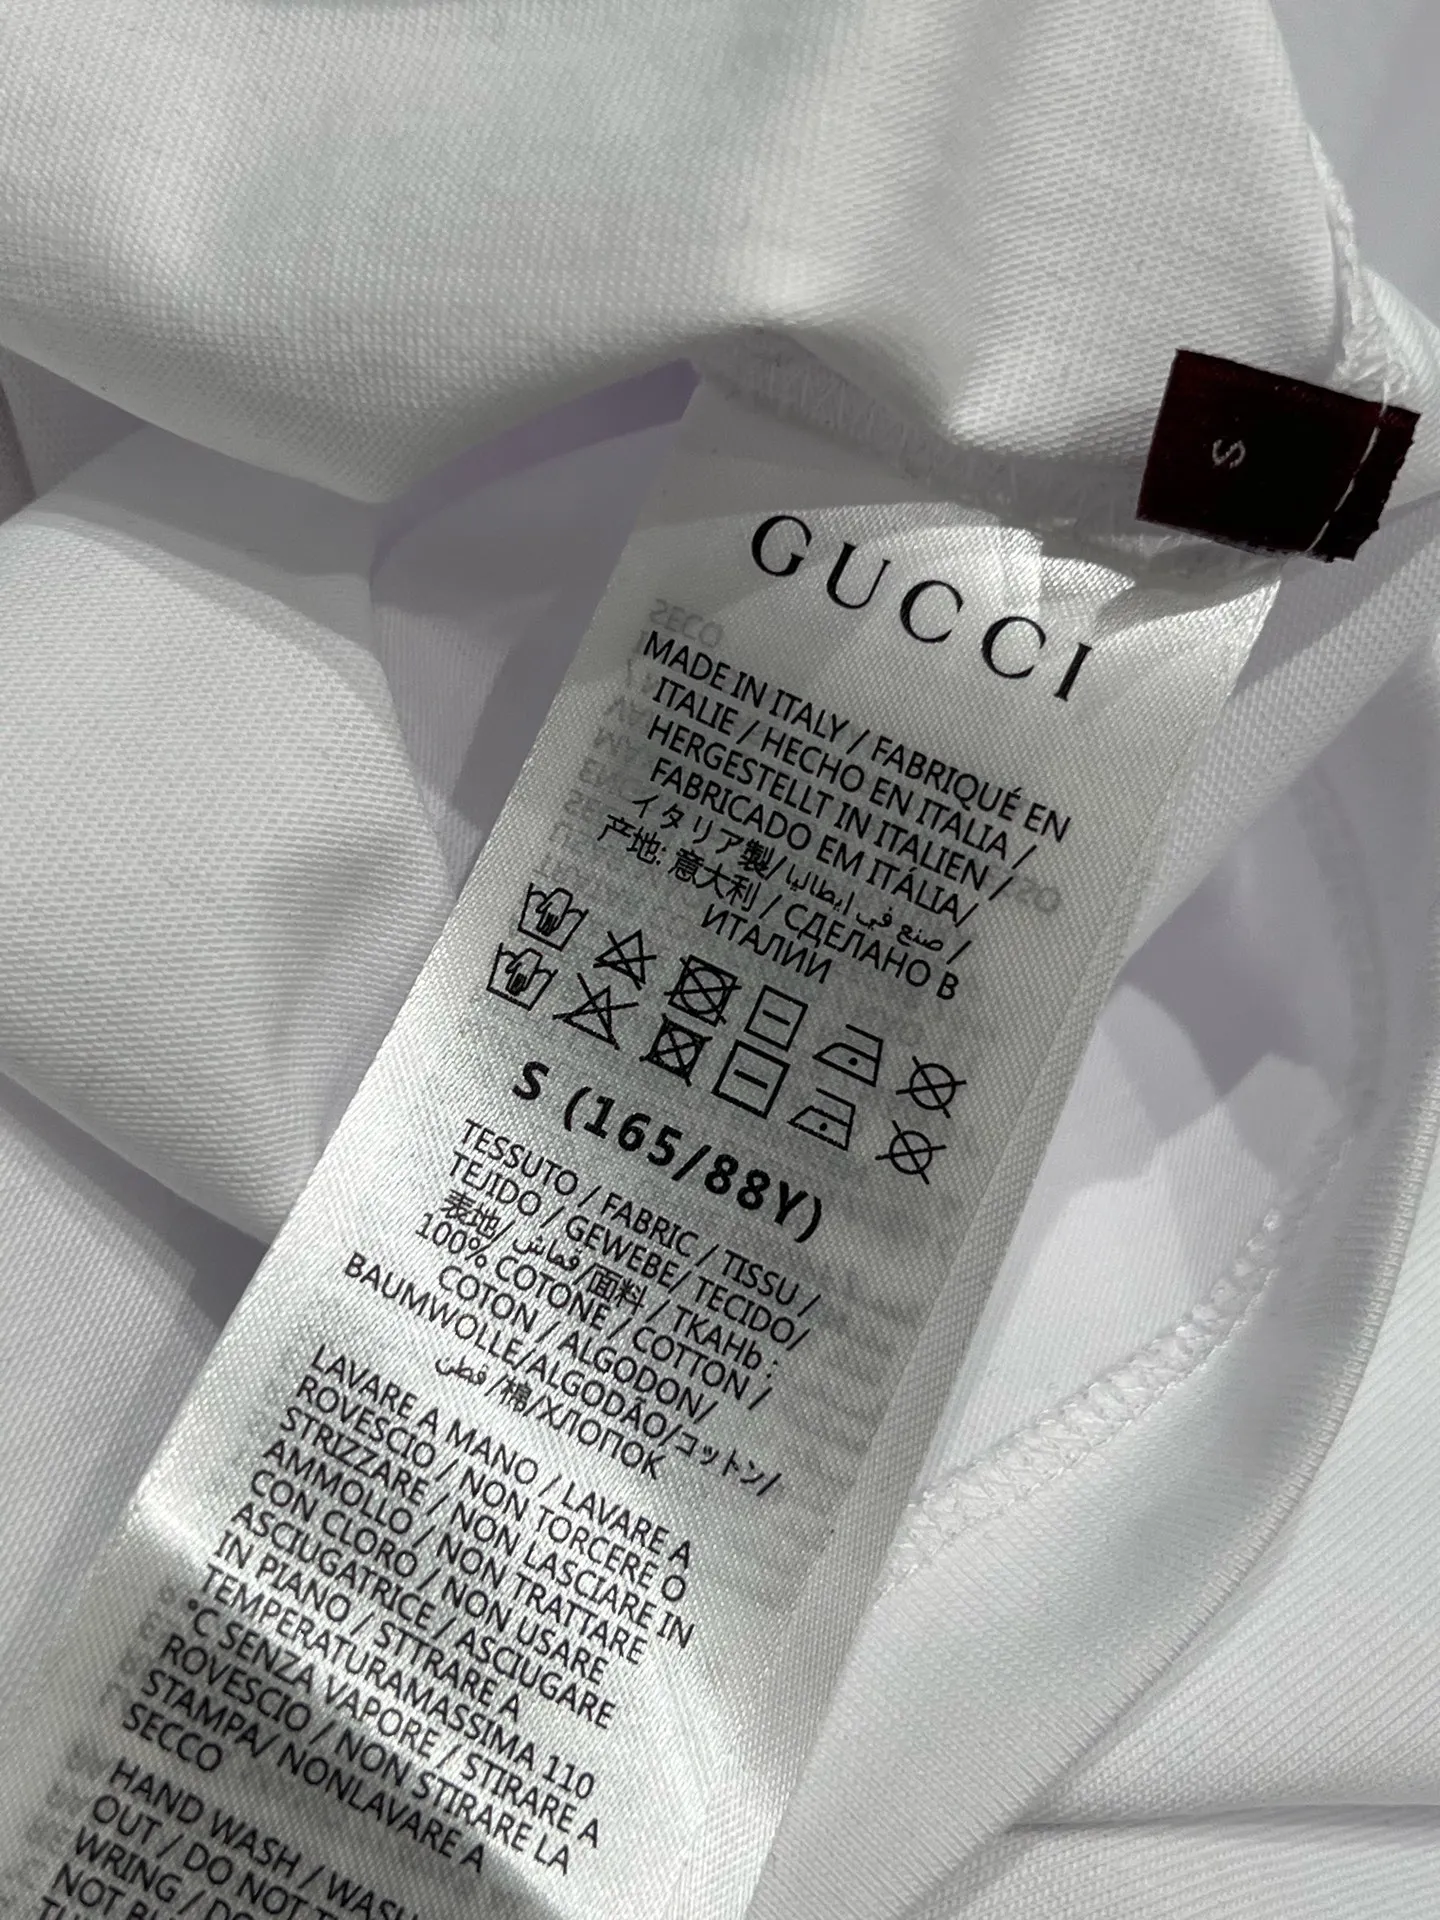 S
GUCCI
MADE IN ITALY / FABRIQUÉ EN
ITALIE / HECHO EN ITALIA /
HERGESTELLT IN ITALIEN /
FABRICADO EM ITÁLIA/
イタリア製/ صنع في ايطاليا /
产地: 意大利 / СДЕЛАНО В
ИТАЛИИ
S (165/88Y)
TESSUTO / FABRIC / TISSU /
TEJIDO / GEWEBE/ TECIDO/
表地/ قماش/面料 / ТКАНЬ :
100% COTONE / COTTON /
COTON / ALGODON/
BAUMWOLLE/ALGODÃO/コットン/
قطن /棉/ХЛОПОК
LAVARE A MANO / LAVARE A
ROVESCIO / NON TORCERE O
STRIZZARE / NON LASCIARE IN
AMMOLLO / NON TRATTARE
CON CLORO / NON USARE
ASCIUGATRICE / ASCIUGARE
IN PIANO / STTRARE A
TEMPERATURAMASSIMA 110
°C SENZA VAPORE / STIRARE A
ROVESCIO / NON STIRARE LA
STAMPA/ NONLAVARE A
SECCO
HAND WASH / WASH
OUT / DO NOT
WRING / DO
NOT